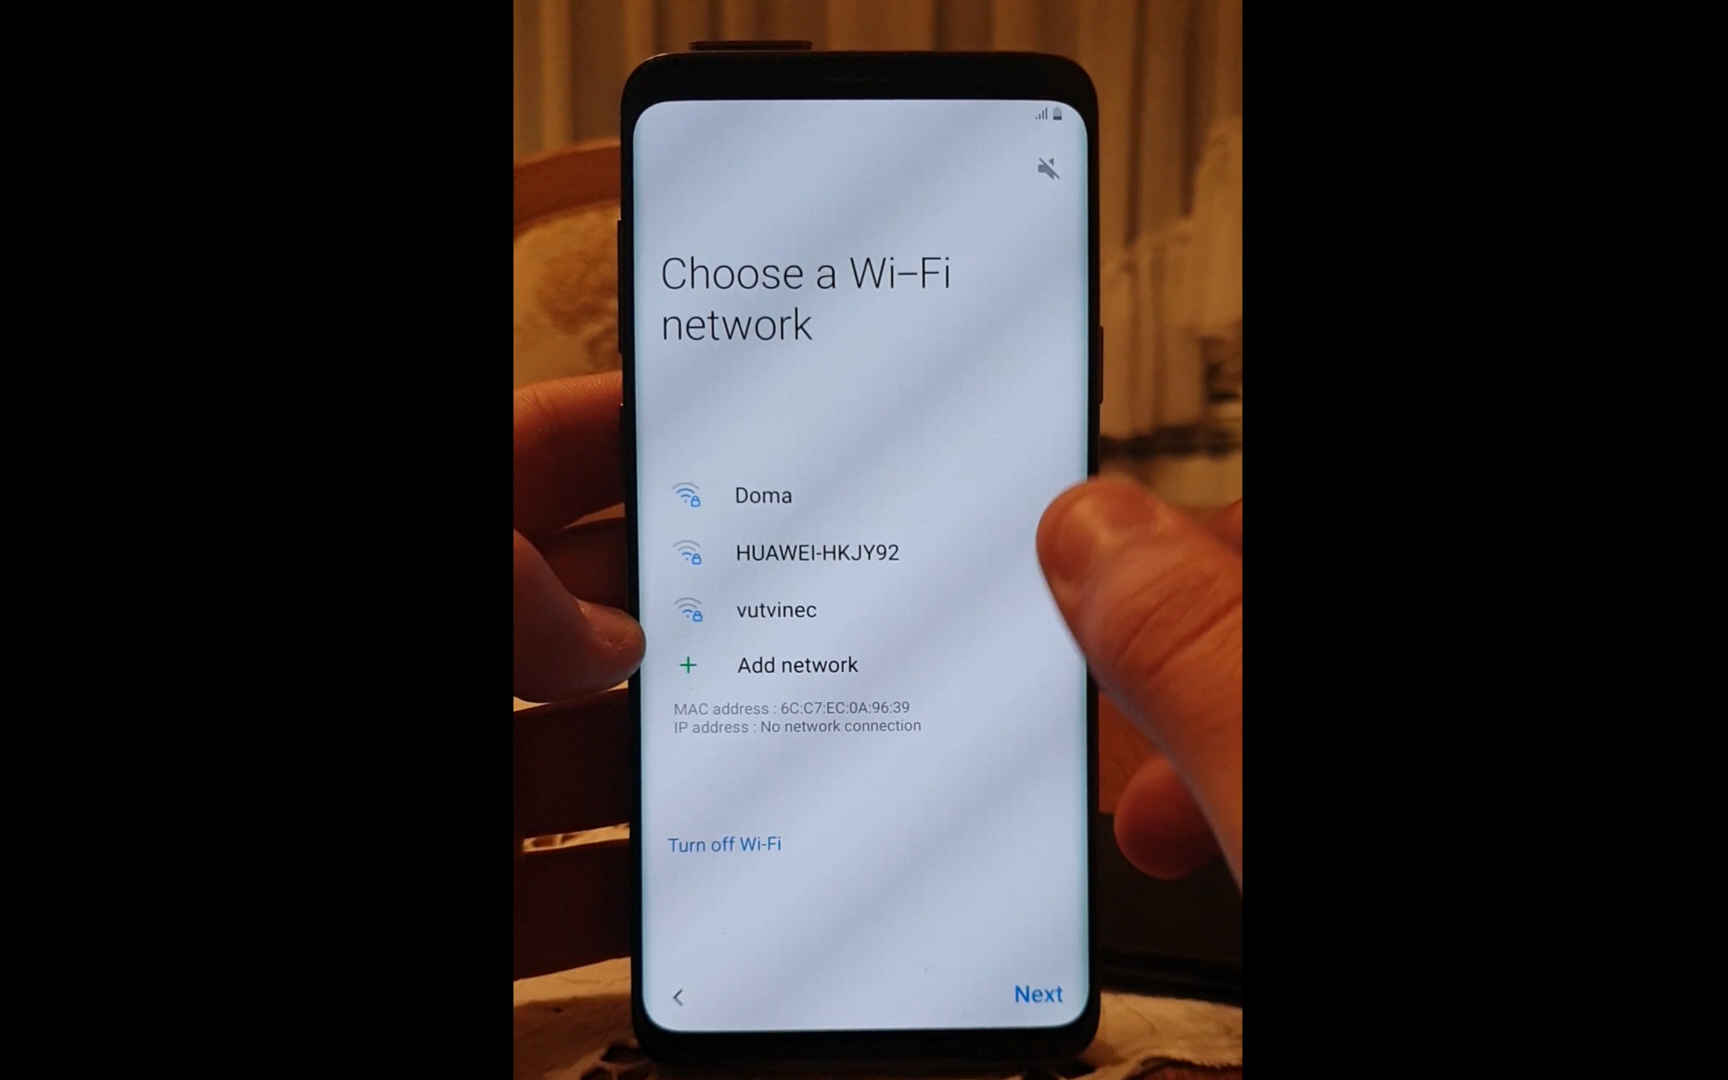 Choose a Wi-Fi
network
Doma
HUAWEI-HKJY92
vutvinec
Add network
MAC address : 6C:C7:EC:0A:96:39
IP address : No network connection
Turn off Wi-Fi
Next